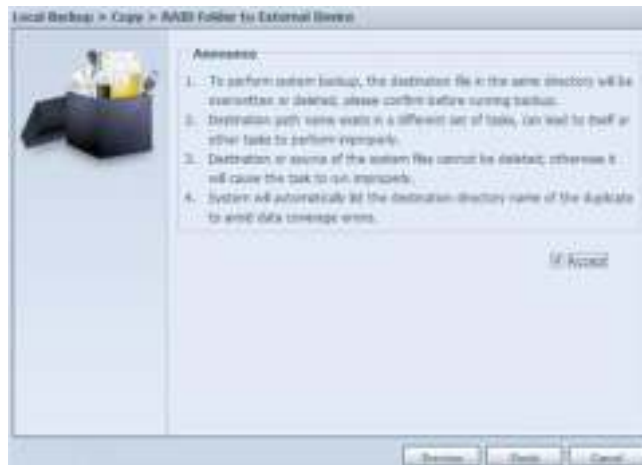 Local Backup > Copy > RAID Folder to External Device
Announce
1. To perform system backup, the destination file in the same directory will be
overwritten or deleted, please confirm before running backup.
2. Destination path name exists in a different set of tasks, can lead to itself or
other tasks to perform improperly.
3. Destination or source of the system files cannot be deleted, otherwise it
will cause the task to run improperly.
4. System will automatically list the destination directory name of the duplicate
to avoid data coverage errors.
Accept
Previous Finish Cancel